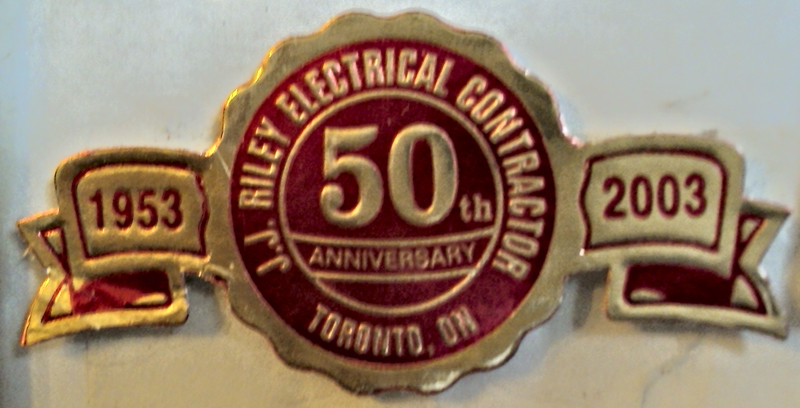 J.J. RILEY ELECTRICAL CONTRACTOR
1953
50th
2003
ANNIVERSARY
TORONTO, ON